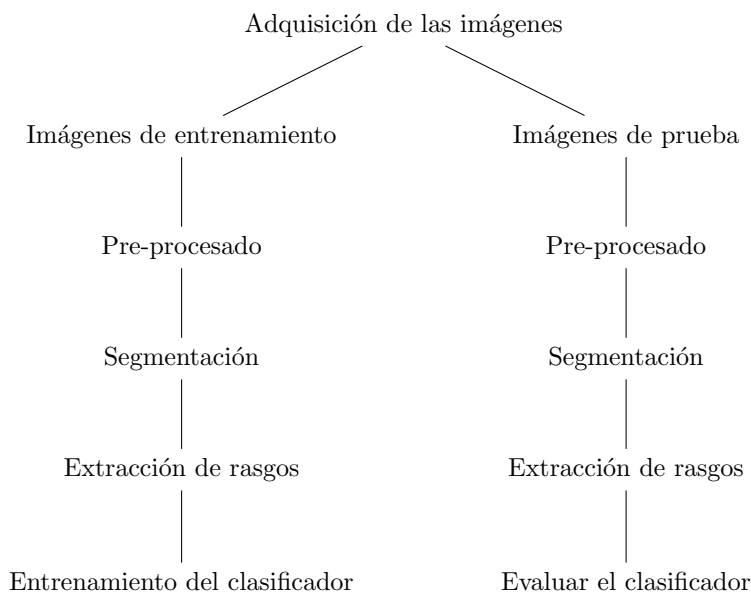 Adquisición de las imágenes
Imágenes de entrenamiento
Imágenes de prueba
Pre-procesado
Pre-procesado
Segmentación
Segmentación
Extracción de rasgos
Extracción de rasgos
Entrenamiento del clasificador
Evaluar el clasificador